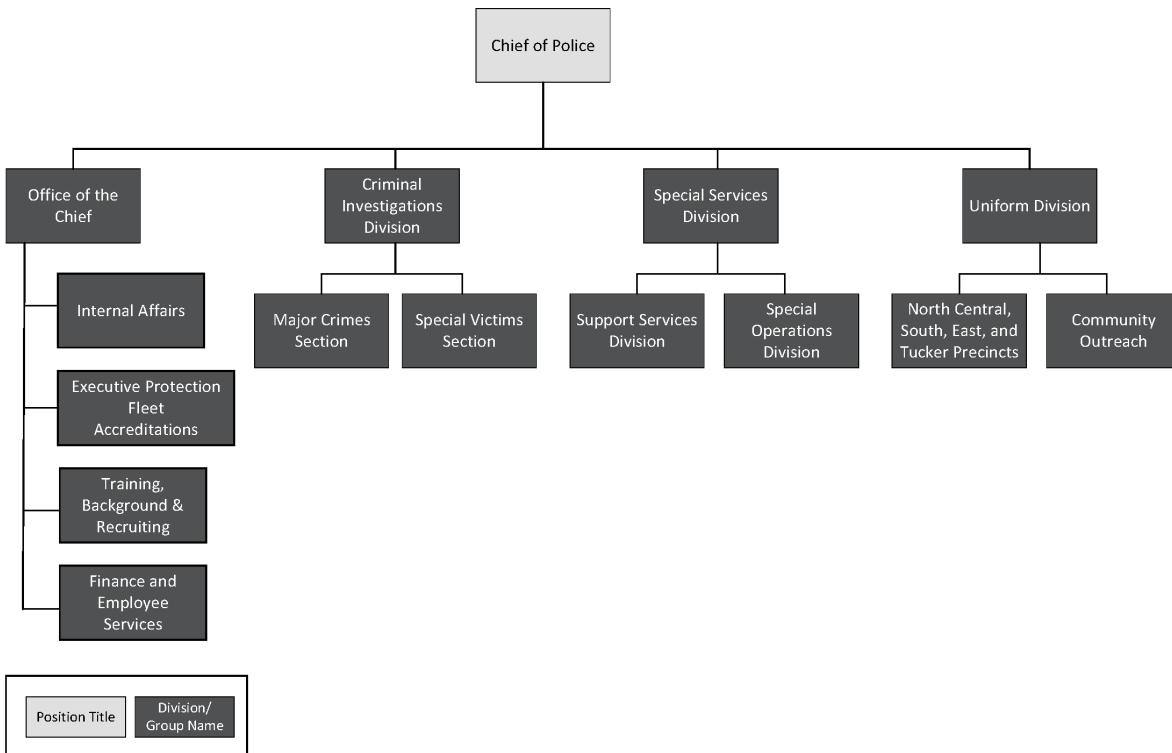 Chief of Police
Office of the
Chief
Criminal
Investigations
Division
Special Services
Division
Uniform Division
Internal Affairs
Executive Protection
Fleet
Accreditations
Training,
Background &
Recruiting
Finance and
Employee
Services
Major Crimes
Section
Special Victims
Section
Support Services
Division
Special
Operations
Division
North Central,
South, East, and
Tucker Precincts
Community
Outreach
Position Title
Division/
Group Name